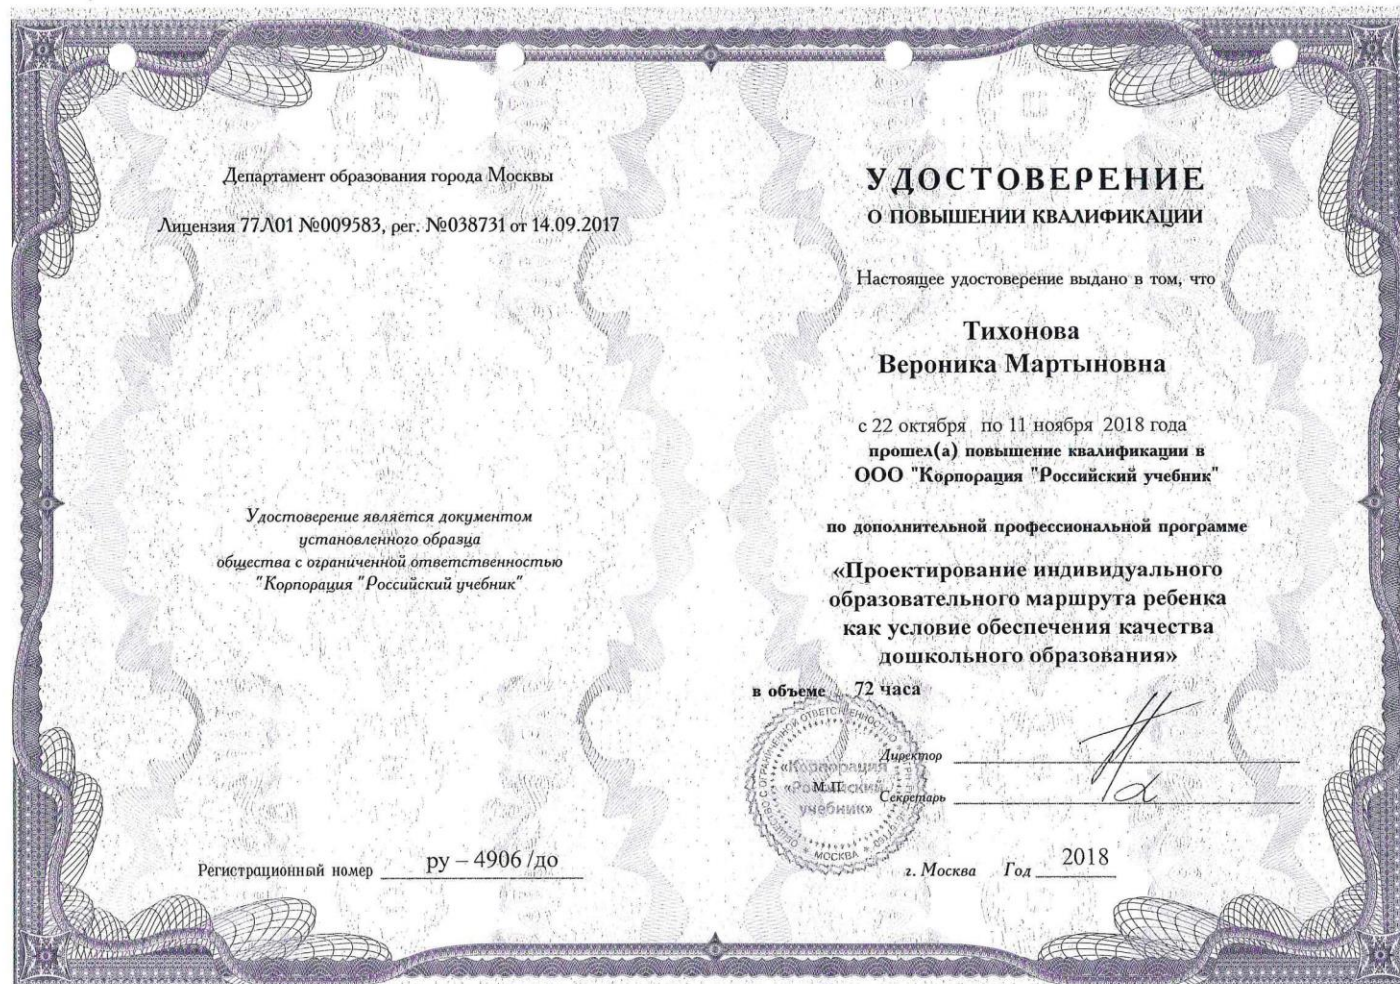 Департамент образования города Москвы
Лицензия 77Л01 №009583, рег. №038731 от 14.09.2017
Удостоверение является документом
установленного образца
общества с ограниченной ответственностью
"Корпорация "Российский учебник"
Регистрационный номер ру – 4906 /до
УДОСТОВЕРЕНИЕ
О ПОВЫШЕНИИ КВАЛИФИКАЦИИ
Настоящее удостоверение выдано в том, что
Тихонова
Вероника Мартыновна
с 22 октября по 11 ноября 2018 года
прошел(а) повышение квалификации в
ООО "Корпорация "Российский учебник"
по дополнительной профессиональной программе
«Проектирование индивидуального
образовательного маршрута ребенка
как условие обеспечения качества
дошкольного образования»
в объеме 72 часа
Директор
М.П.
Секретарь
«Корпорация
«Российский
учебник»
МОСКВА
г. Москва Год 2018